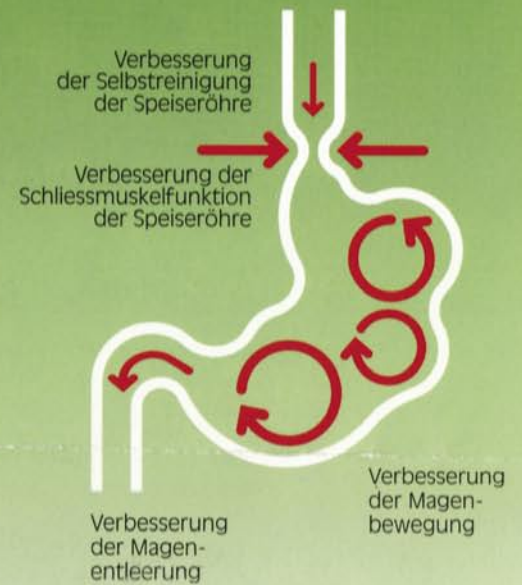 Verbesserung
der Selbstreinigung
der Speiseröhre
Verbesserung der
Schliessmuskelfunktion
der Speiseröhre
Verbesserung
der Magen-
bewegung
Verbesserung
der Magen-
entleerung